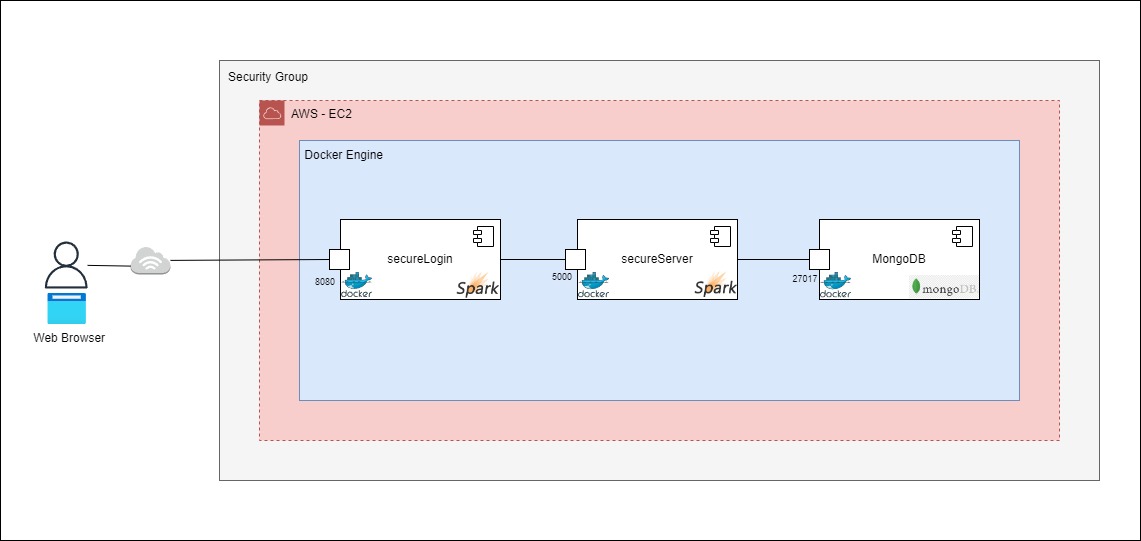 Security Group
AWS - EC2
Docker Engine
secureLogin
8080
docker
Spark
secureServer
5000
docker
Spark
MongoDB
27017
docker
mongoDB
Web Browser